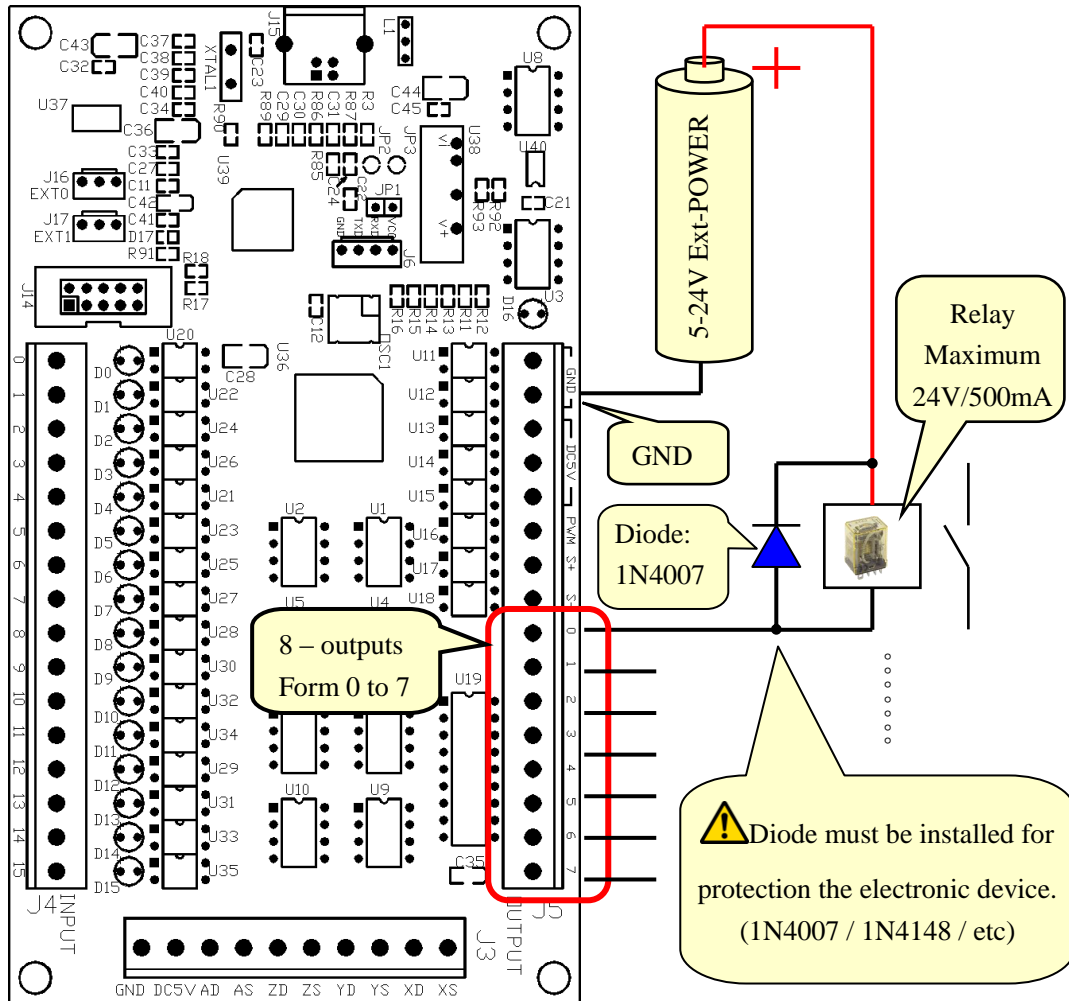 C43
C32
C37
C38
C39
C40
C34
U37
C36
C33
C27
C11
C42
C41
D17
R91
J16
EXT0
J17
EXT1
R18
R17
J14
XTAL1
C23
J15
L1
R90
U39
R89
C29
C30
R86
C31
R87
R3
R85
C24
C22
JP2
JP3
JP1
GND
TXD
RXD
VCC
J6
C44
C45
U38
V-
V+
R93
R92
U8
U40
C21
U3
D16
C12
OSC1
R16
R15
R14
R13
R11
R12
U20
U36
C28
U22
U24
U26
U21
U23
U25
U27
U28
U30
U32
U34
U29
U31
U33
U35
0
1
2
3
4
5
6
7
8
9
10
11
12
13
14
15
D0
D1
D2
D3
D4
D5
D6
D7
D8
D9
D10
D11
D12
D13
D14
D15
J4
INPUT
U11
U12
U13
U14
U15
U16
U17
U18
U2
U1
U5
U4
U19
U10
U9
C35
GND
DC5V
PWM
S+
S-
0
1
2
3
4
5
6
7
J5
OUTPUT
J3
GND DC5V AD AS ZD ZS YD YS XD XS
8 – outputs
Form 0 to 7
+
5-24V Ext-POWER
GND
Relay
Maximum
24V/500mA
Diode:
1N4007
Diode must be installed for
protection the electronic device.
(1N4007 / 1N4148 / etc)